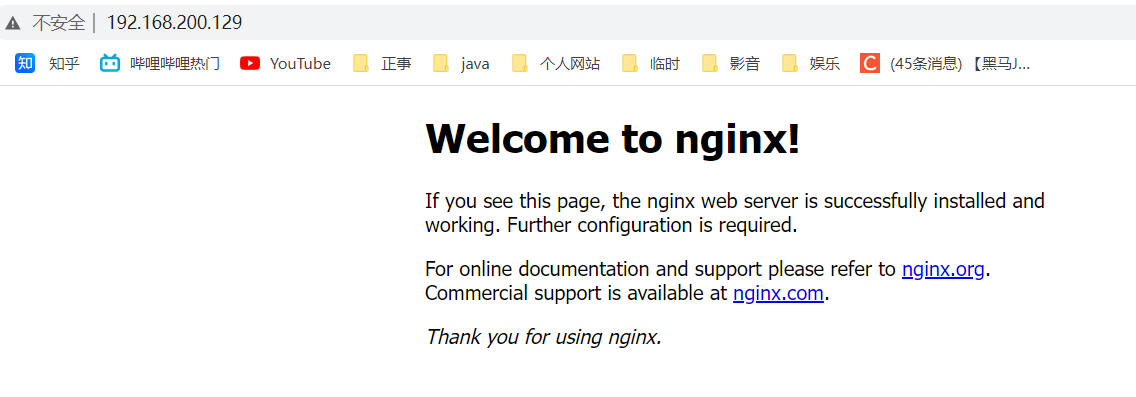 不安全 | 192.168.200.129
知 知乎 哔哩哔哩热门 YouTube 正事 java 个人网站 临时 影音 娱乐 C (45条消息) 【黑马J...
Welcome to nginx!
If you see this page, the nginx web server is successfully installed and
working. Further configuration is required.
For online documentation and support please refer to nginx.org.
Commercial support is available at nginx.com.
Thank you for using nginx.